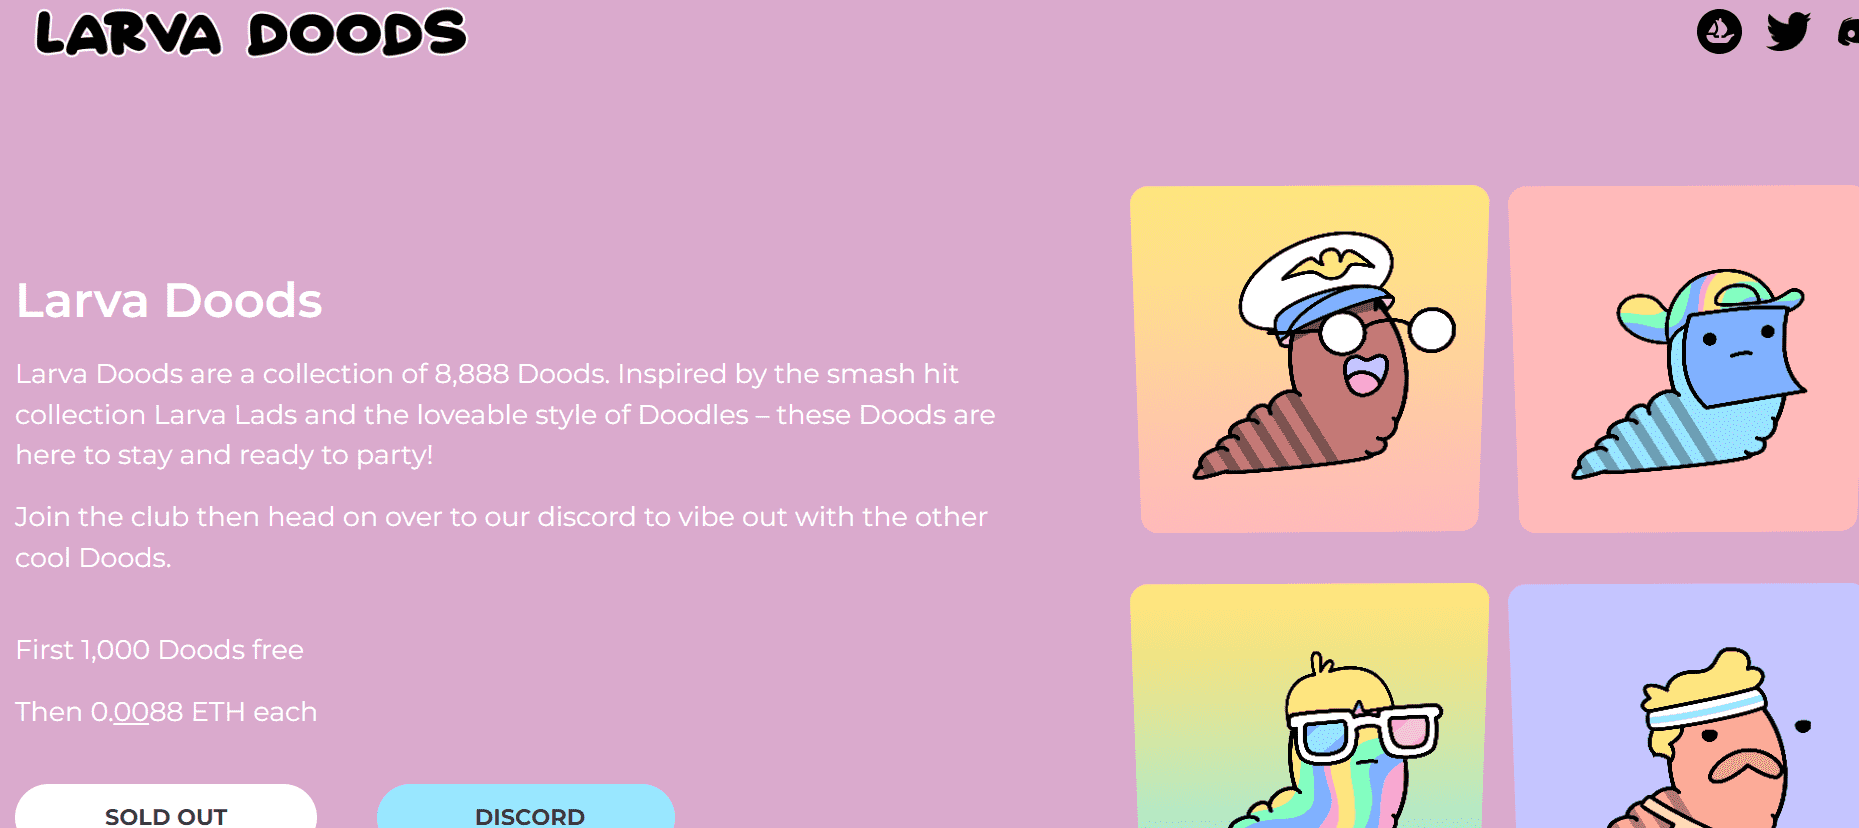 LARVA DOODS
Larva Doods
Larva Doods are a collection of 8,888 Doods. Inspired by the smash hit
collection Larva Lads and the loveable style of Doodles – these Doods are
here to stay and ready to party!
Join the club then head on over to our discord to vibe out with the other
cool Doods.
First 1,000 Doods free
Then 0.0088 ETH each
SOLD OUT
DISCORD